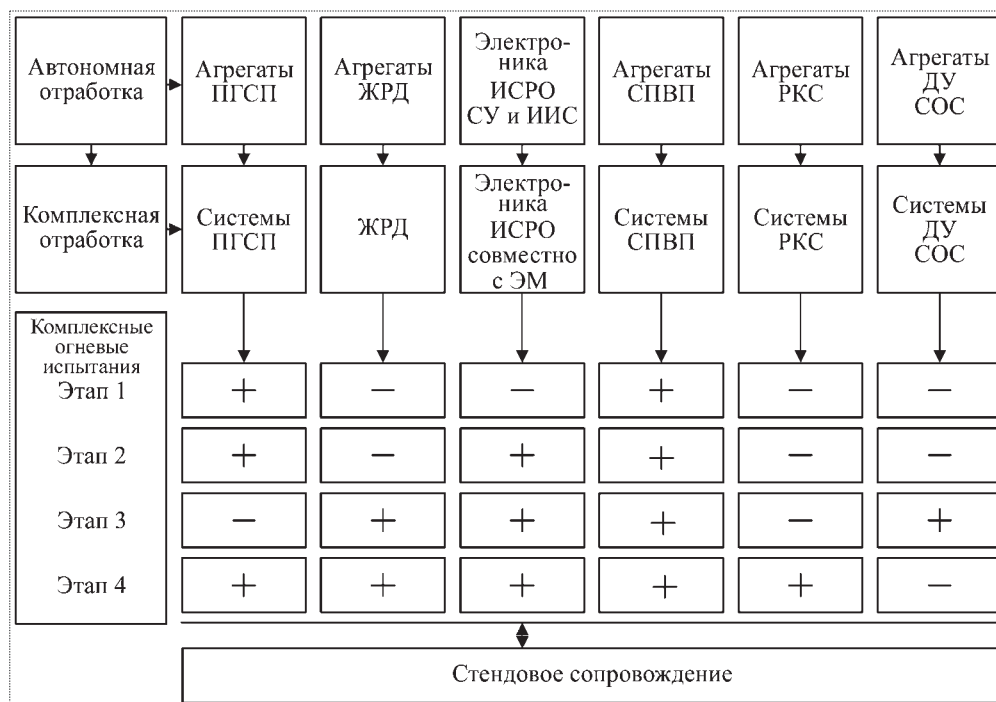 Автономная
отработка
Агрегаты
ПГСП
Агрегаты
ЖРД
Электро-
ника
ИСРО
СУ и ИИС
Агрегаты
СПВП
Агрегаты
РКС
Агрегаты
ДУ
СОС
Комплексная
отработка
Системы
ПГСП
ЖРД
Электро-
ника
ИСРО
совместно
с ЭМ
Системы
СПВП
Системы
РКС
Системы
ДУ
СОС
Комплексные
огневые
испытания
Этап 1 + − − + − −
Этап 2 + − + + − −
Этап 3 − + + + − +
Этап 4 + + + + + −
Стендовое сопровождение